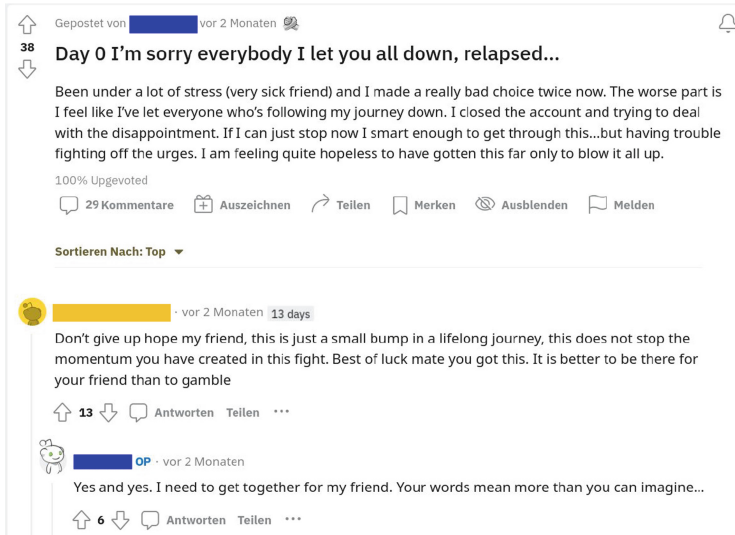 Gepostet von vor 2 Monaten
38
Day 0 I'm sorry everybody I let you all down, relapsed...
Been under a lot of stress (very sick friend) and I made a really bad choice twice now. The worse part is
I feel like I've let everyone who's following my journey down. I closed the account and trying to deal
with the disappointment. If I can just stop now I smart enough to get through this...but having trouble
fighting off the urges. I am feeling quite hopeless to have gotten this far only to blow it all up.
100% Upgevoted
29 Kommentare Auszeichnen Teilen Merken Ausblenden Melden
Sortieren Nach: Top
· vor 2 Monaten 13 days
Don't give up hope my friend, this is just a small bump in a lifelong journey, this does not stop the
momentum you have created in this fight. Best of luck mate you got this. It is better to be there for
your friend than to gamble
13 Antworten Teilen ···
OP · vor 2 Monaten
Yes and yes. I need to get together for my friend. Your words mean more than you can imagine...
6 Antworten Teilen ···